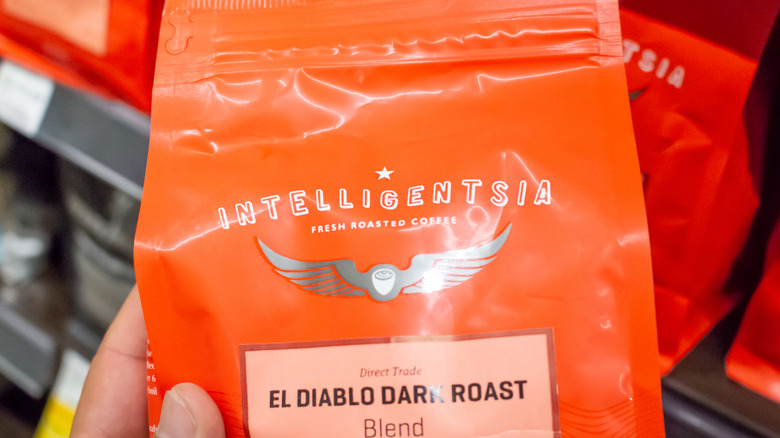 INTELLIGENTSIA
FRESH ROASTED COFFEE
Direct Trade
EL DIABLO DARK ROAST
Blend